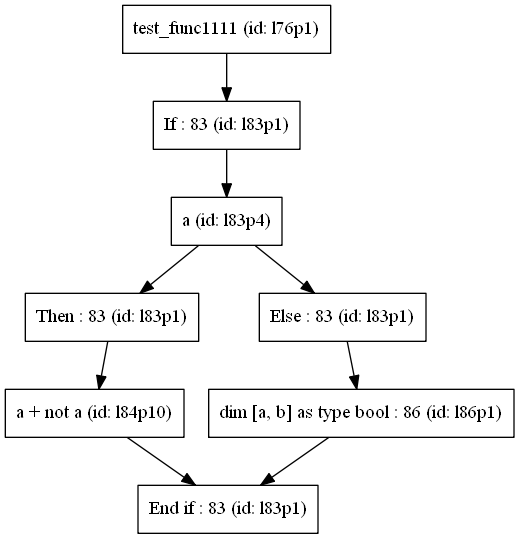 test_func1111 (id: l76p1)
If : 83 (id: l83p1)
a (id: l83p4)
Then : 83 (id: l83p1)
Else : 83 (id: l83p1)
a + not a (id: l84p10)
dim [a, b] as type bool : 86 (id: l86p1)
End if : 83 (id: l83p1)